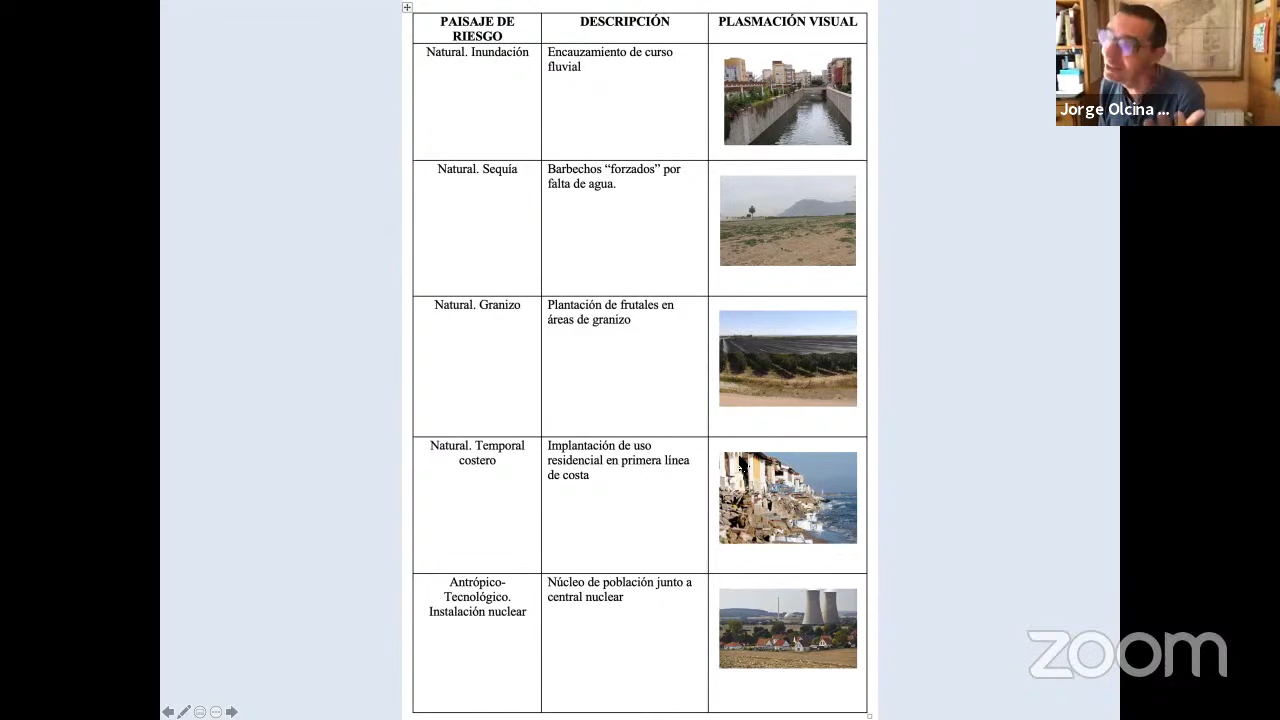 PAISAJE DE
RIESGO
DESCRIPCIÓN
PLASMACIÓN VISUAL
Natural. Inundación
Encauzamiento de curso
fluvial
Natural. Sequía
Barbechos “forzados” por
falta de agua.
Natural. Granizo
Plantación de frutales en
áreas de granizo
Natural. Temporal
costero
Implantación de uso
residencial en primera línea
de costa
Antrópico-
Tecnológico.
Instalación nuclear
Núcleo de población junto a
central nuclear
Jorge Olcina ...
zoom